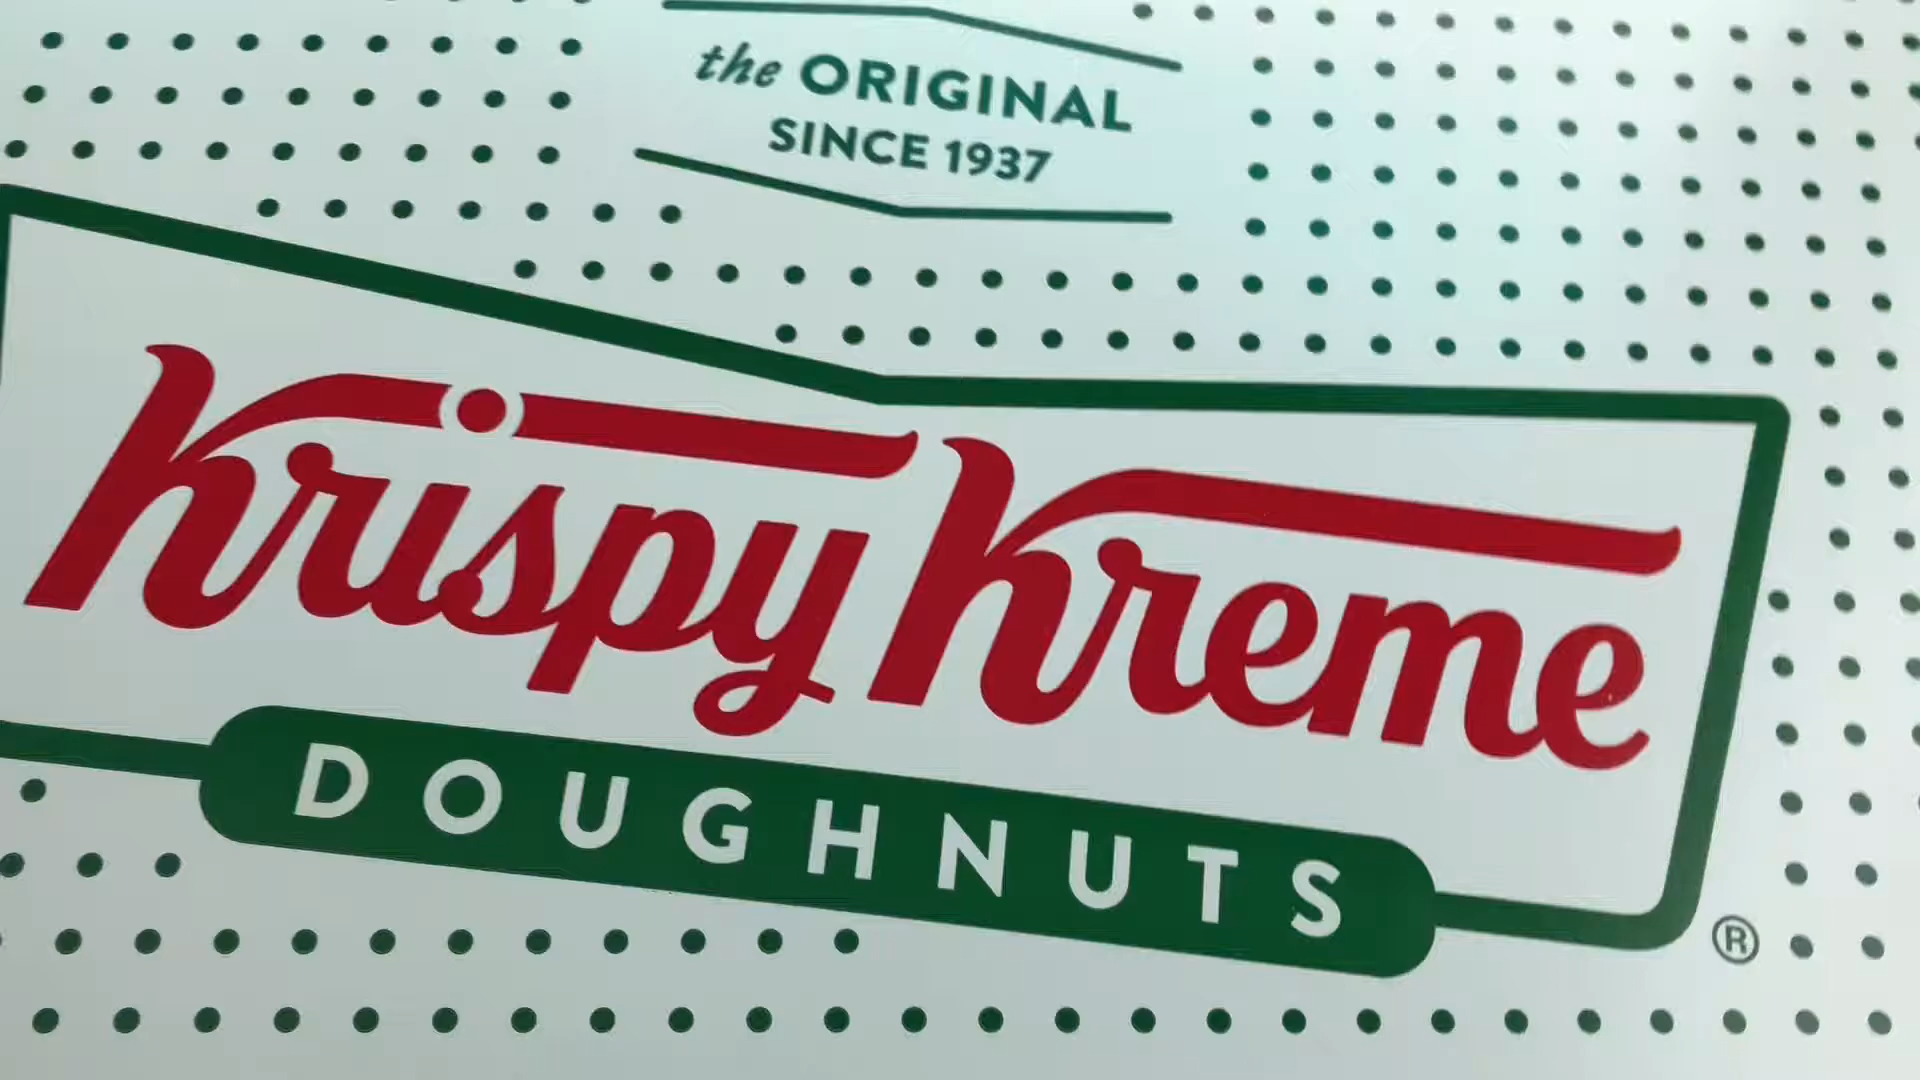 the ORIGINAL
SINCE 1937
Krispy Kreme
DOUGHNUTS
®